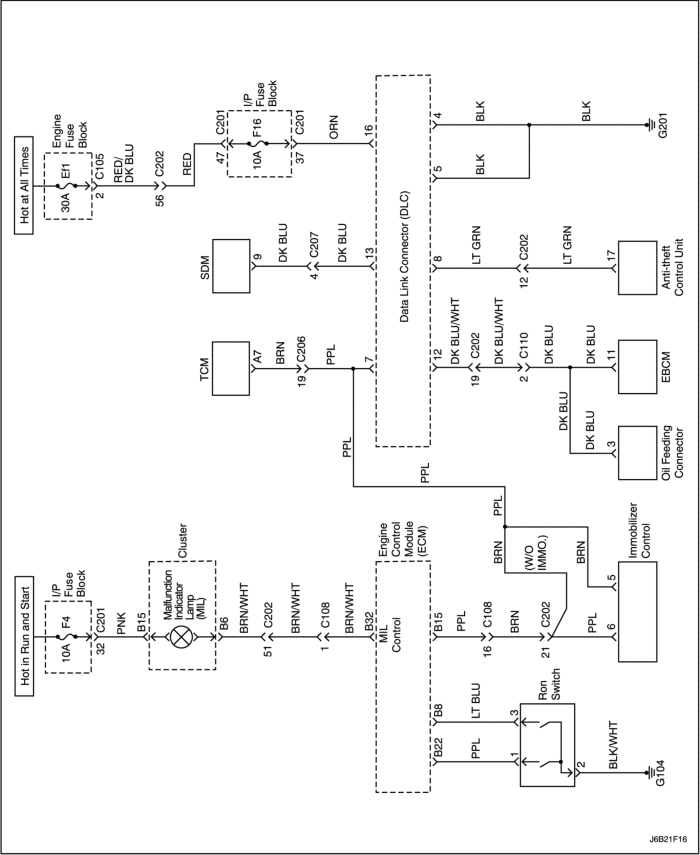 Hot in Run and Start
F4
10A
I/P
Fuse
Block
C201
32
PNK
B15
Malfunction
Indicator
Lamp
(MIL)
Cluster
B6
BRN/WHT
C202
51
BRN/WHT
C108
1
BRN/WHT
B32
MIL
Control
Engine
Control
Module
(ECM)
B22
B8
B15
PPL
LT BLU
1
3
2
Ron
Switch
BLK/WHT
G104
PPL
C108
16
BRN
C202
21
PPL
6
5
Immobilizer
Control
BRN
(W/O
IMMO.)
BRN
PPL
PPL
PPL
Hot at All Times
Ef1
30A
Engine
Fuse
Block
C105
2
RED/
DK BLU
C202
56
RED
C201
47
F16
10A
I/P
Fuse
Block
C201
37
ORN
16
SDM
9
DK BLU
C207
4
DK BLU
13
TCM
A7
BRN
C206
19
PPL
7
Data Link Connector (DLC)
12
DK BLU/WHT
C202
19
DK BLU/WHT
C110
2
DK BLU
DK BLU
11
EBCM
DK BLU
DK BLU
3
Oil Feeding
Connector
8
LT GRN
C202
12
LT GRN
17
Anti-theft
Control Unit
5
BLK
4
BLK
BLK
G201
J6B21F16